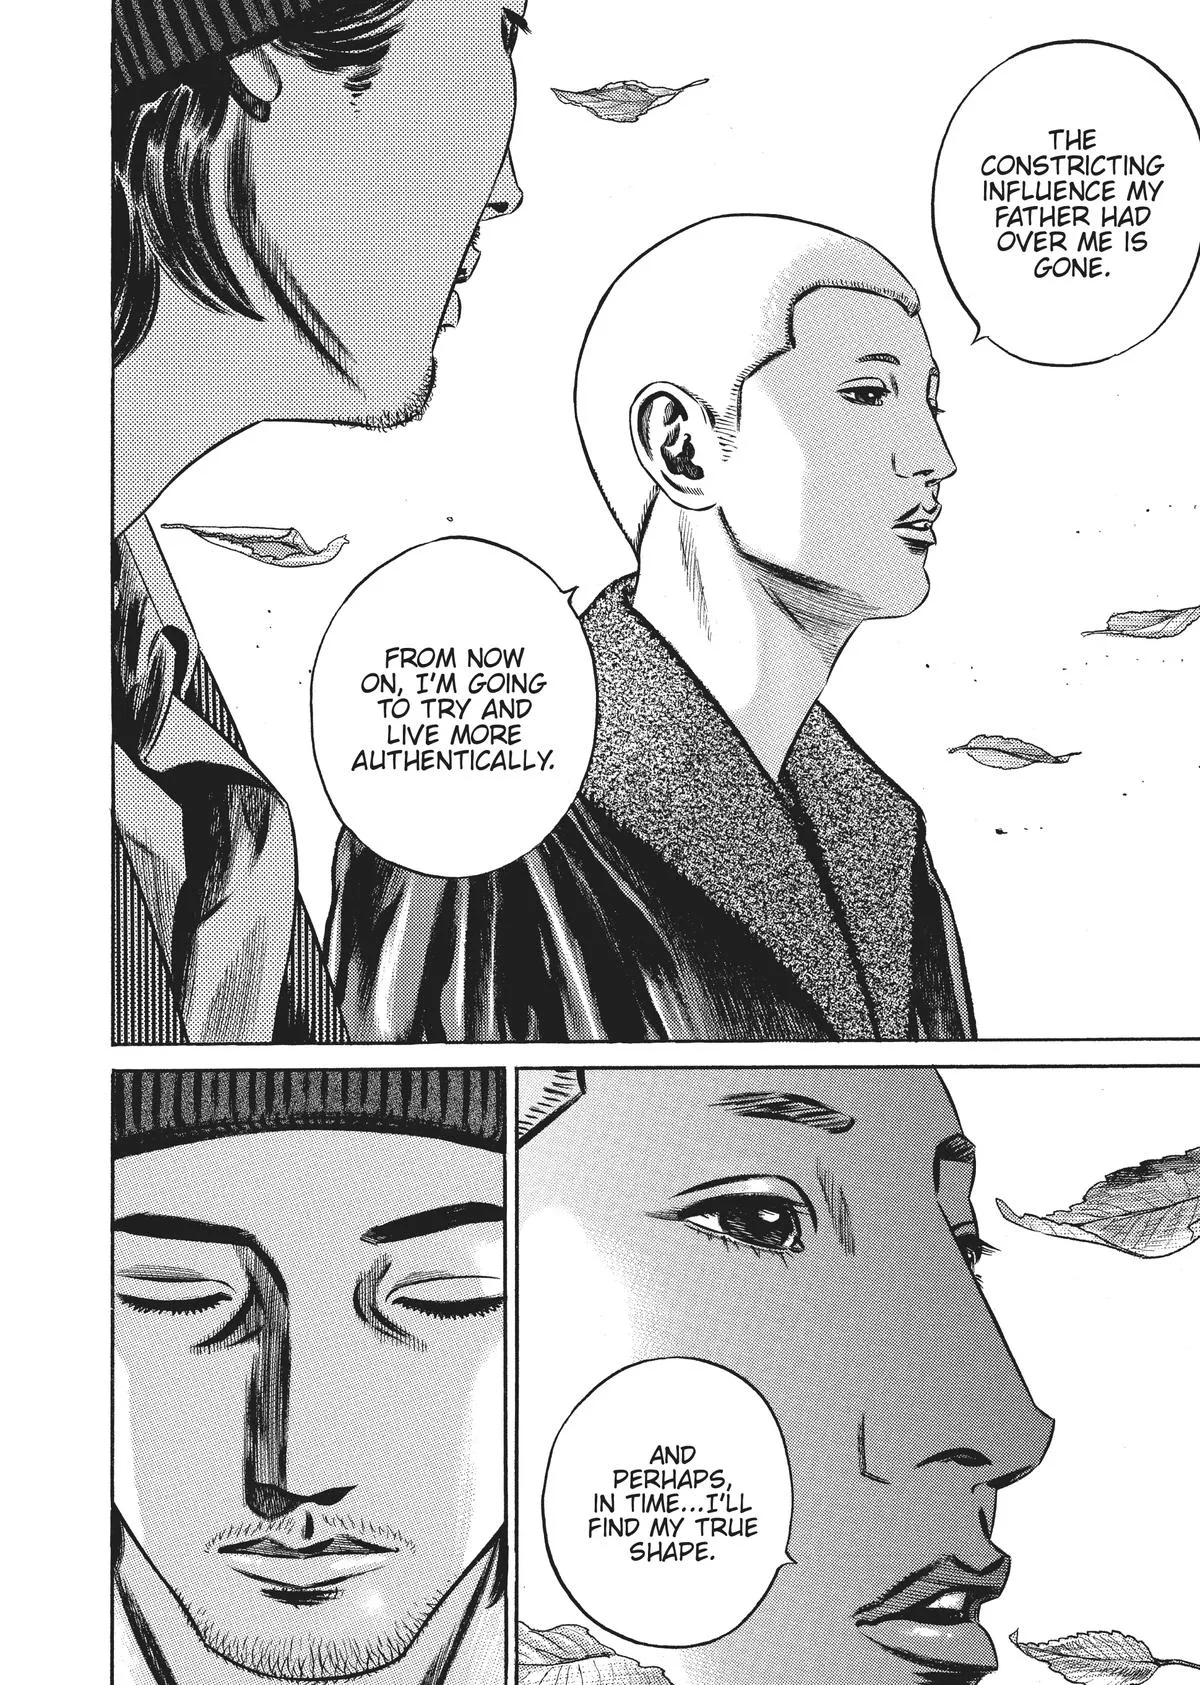 THE
CONSTRICTING
INFLUENCE MY
FATHER HAD
OVER ME IS
GONE.
FROM NOW
ON, I'M GOING
TO TRY AND
LIVE MORE
AUTHENTICALLY.
AND
PERHAPS,
IN TIME...I'LL
FIND MY TRUE
SHAPE.